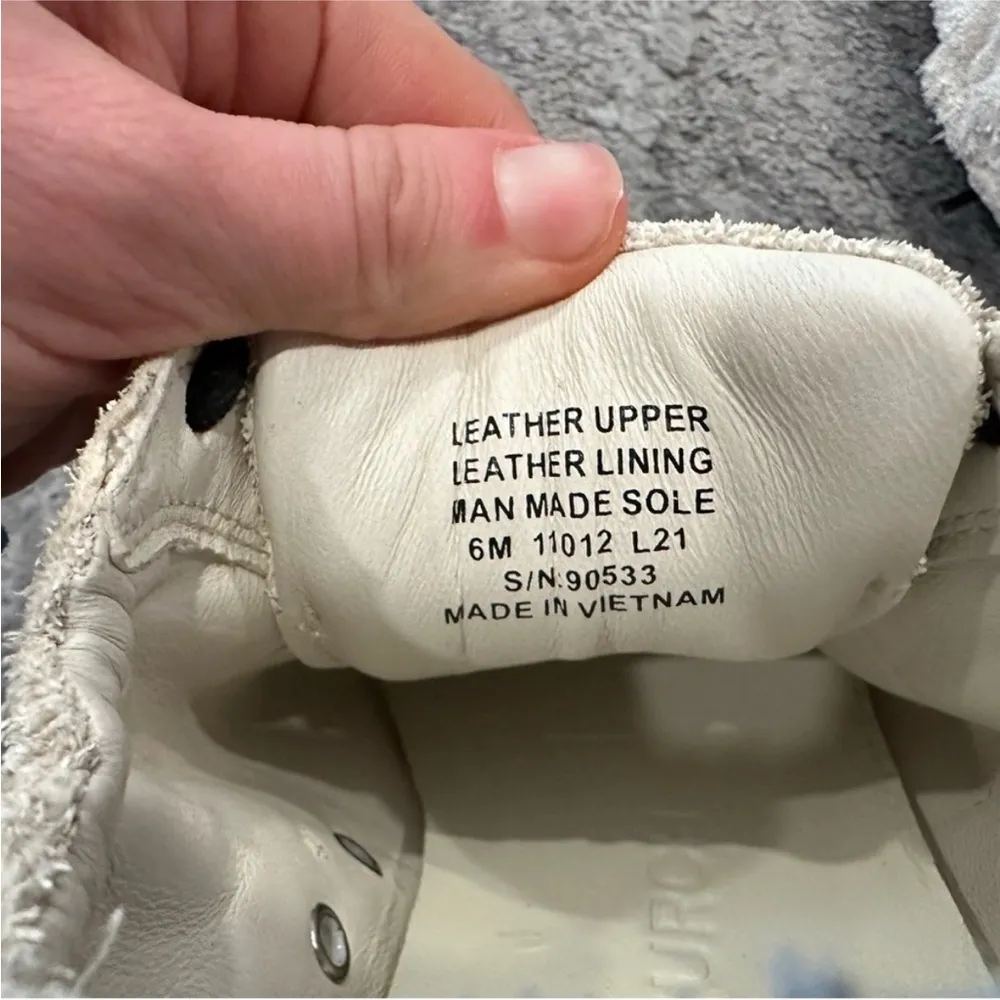 LEATHER UPPER
LEATHER LINING
MAN MADE SOLE
6M 11012 L21
S/N:90533
MADE IN VIETNAM